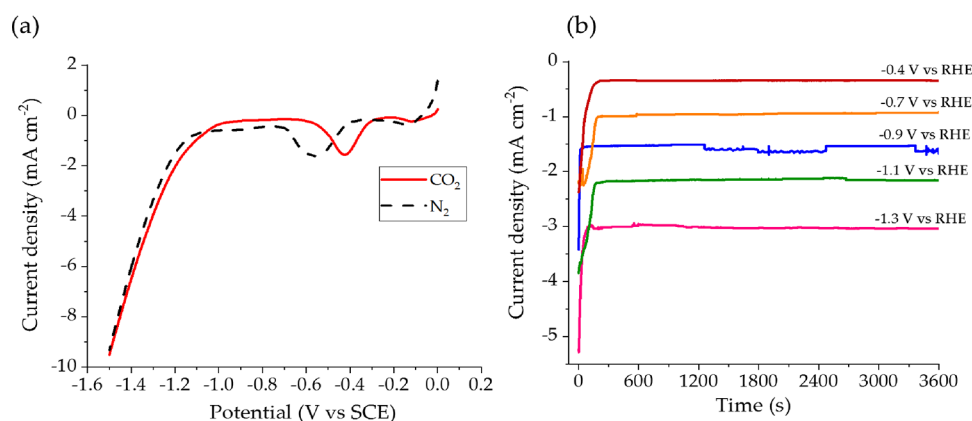 (a)
2
0
-2
-4
-6
-8
-10
Current density (mA cm⁻²)
CO₂
N₂
-1.6 -1.4 -1.2 -1.0 -0.8 -0.6 -0.4 -0.2 0.0 0.2
Potential (V vs SCE)
(b)
0
-1
-2
-3
-4
-5
Current density (mA cm⁻²)
-0.4 V vs RHE
-0.7 V vs RHE
-0.9 V vs RHE
-1.1 V vs RHE
-1.3 V vs RHE
0 600 1200 1800 2400 3000 3600
Time (s)